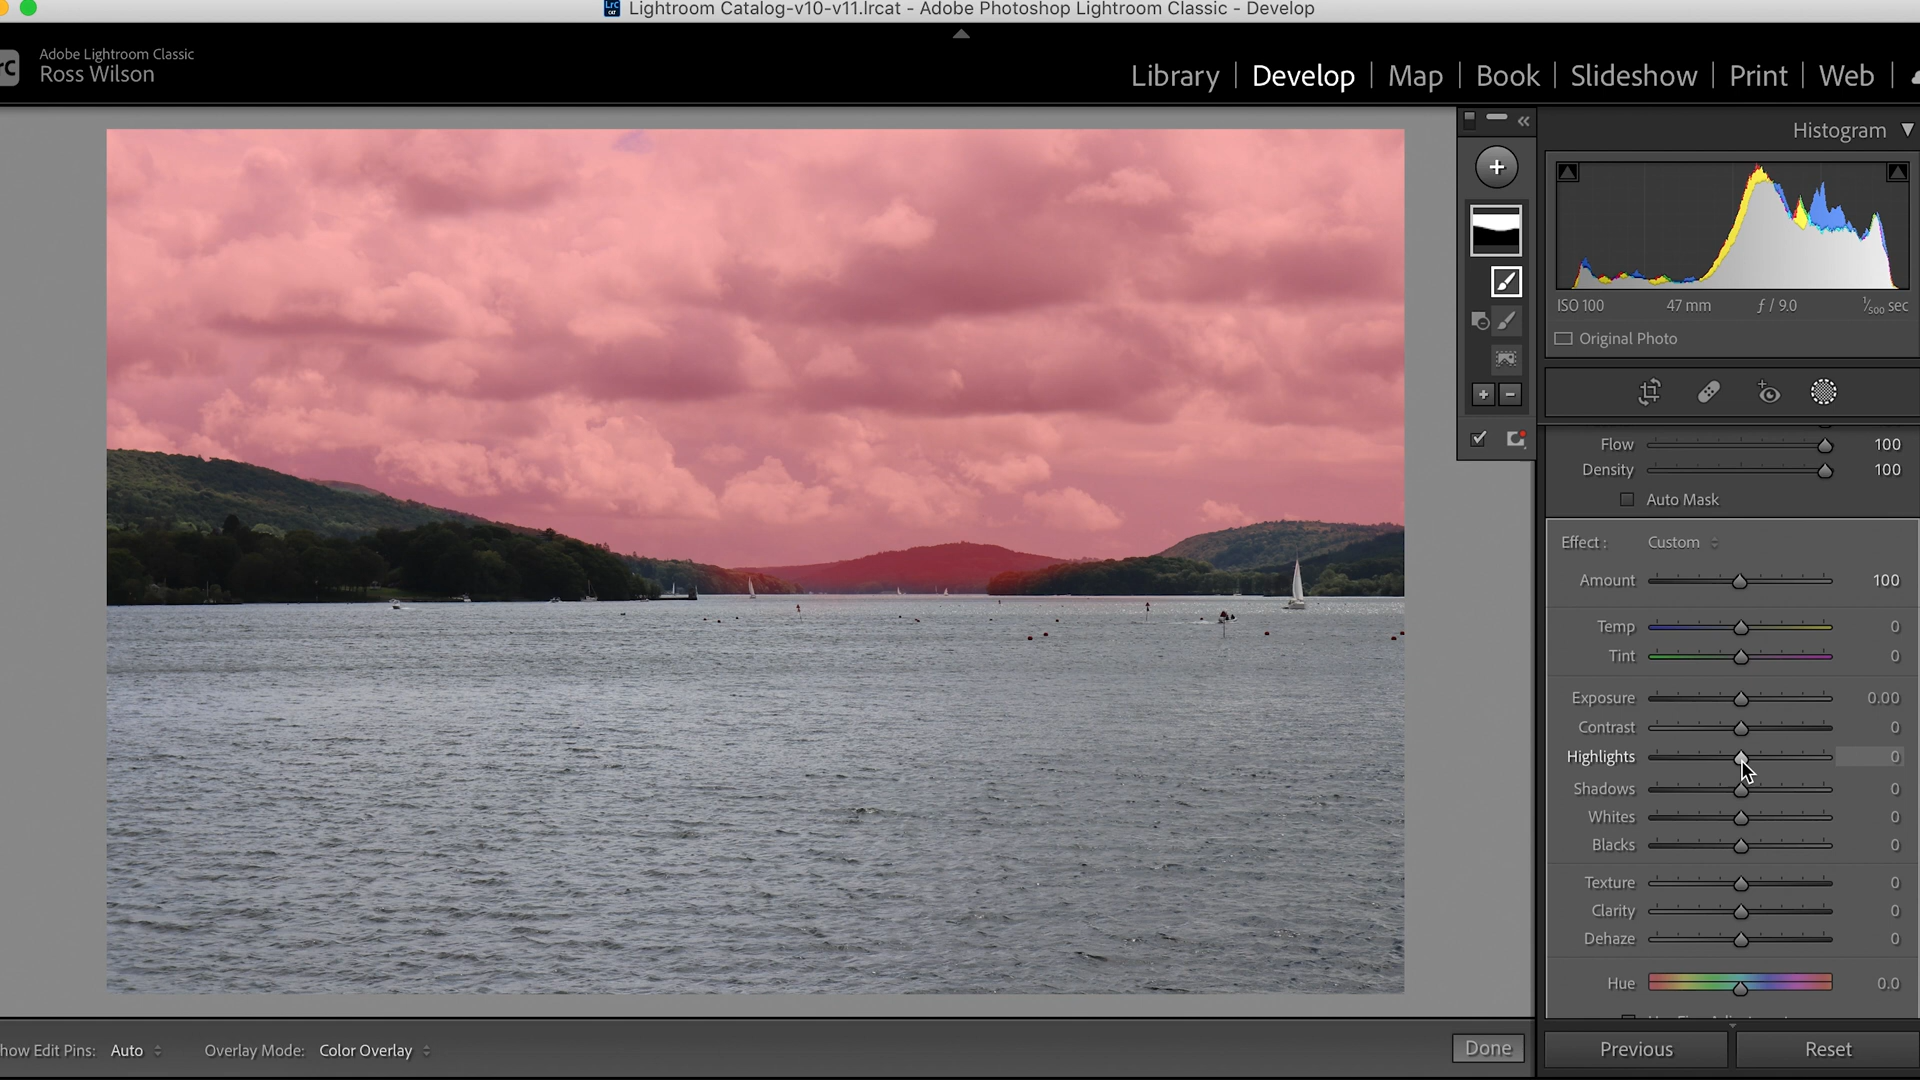 Lightroom Catalog-v10-v11.lrcat - Adobe Photoshop Lightroom Classic - Develop
Adobe Lightroom Classic
Ross Wilson
Library | Develop | Map | Book | Slideshow | Print | Web |
Histogram
ISO 100 47 mm ƒ / 9.0 1/500 sec
Original Photo
Flow 100
Density 100
Auto Mask
Effect : Custom
Amount 100
Temp 0
Tint 0
Exposure 0.00
Contrast 0
Highlights 0
Shadows 0
Whites 0
Blacks 0
Texture 0
Clarity 0
Dehaze 0
Hue 0.0
how Edit Pins: Auto Overlay Mode: Color Overlay Done Previous Reset